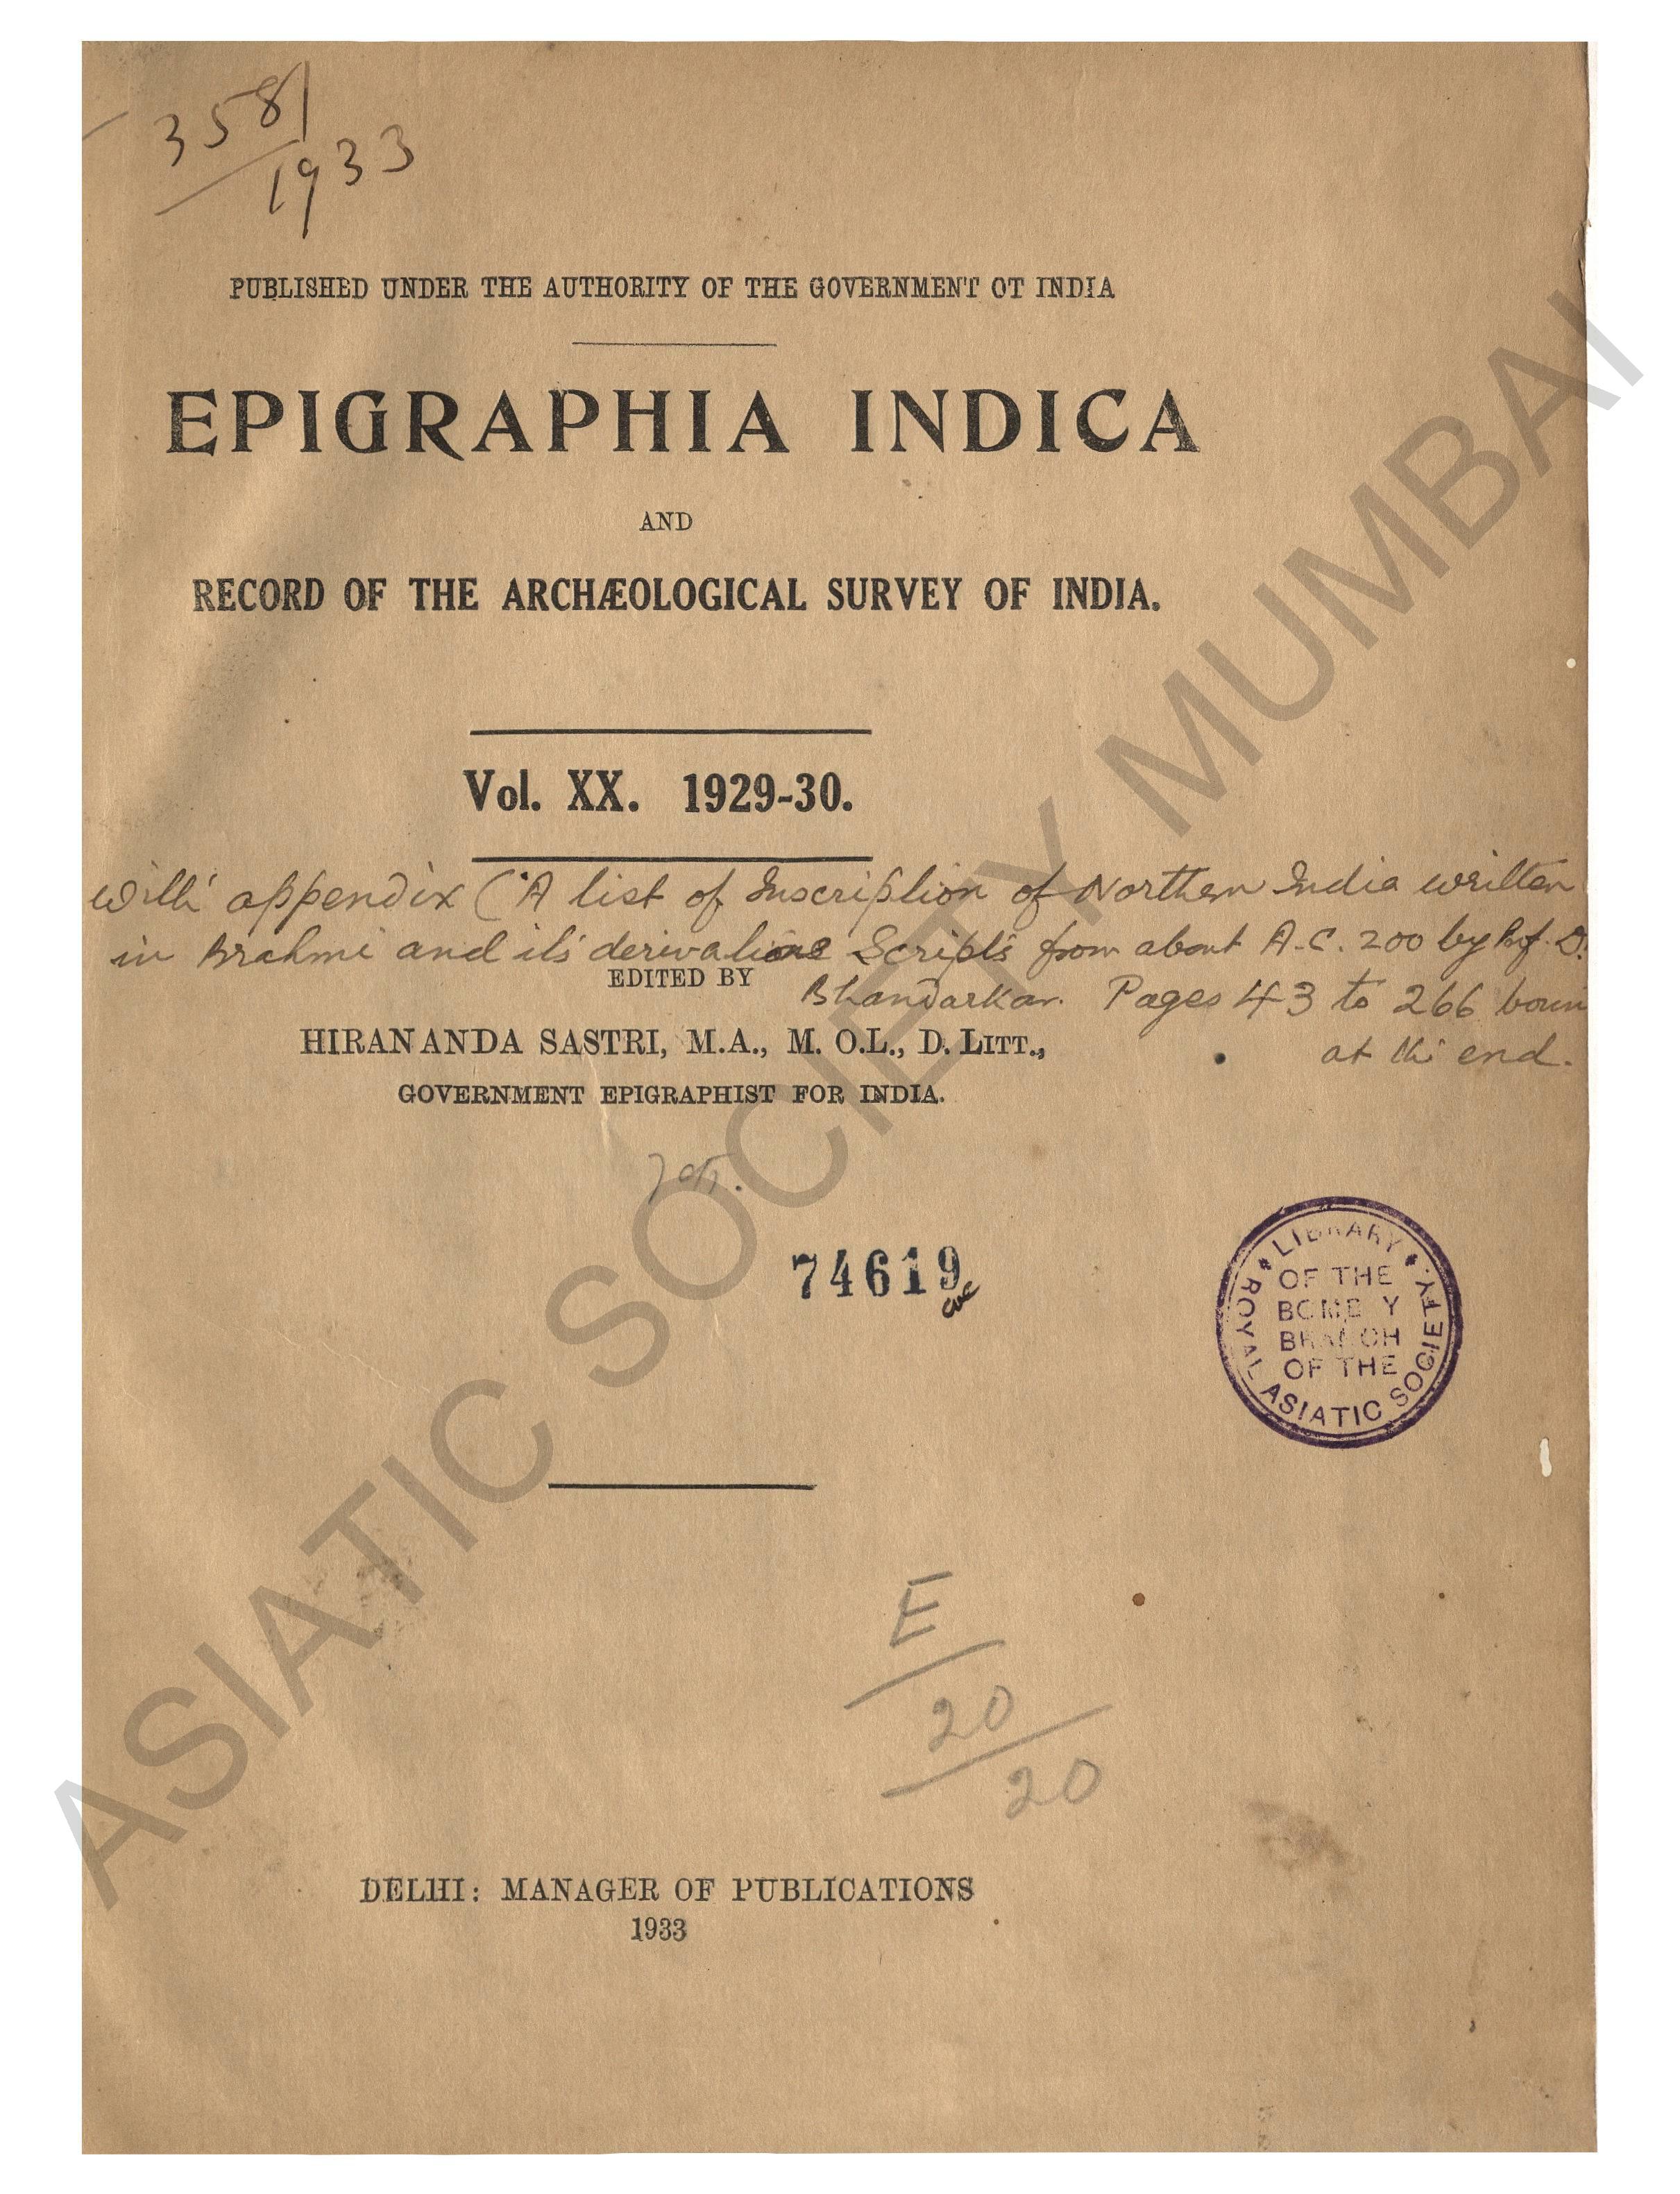 3581
1933
PUBLISHED UNDER THE AUTHORITY OF THE GOVERNMENT OT INDIA
EPIGRAPHIA INDICA
AND
RECORD OF THE ARCHÆOLOGICAL SURVEY OF INDIA.
Vol. XX. 1929-30.
with appendix ('A list of Inscription of Northern India written
in Brahmi and its derivative Scripts from about A.C. 200 by Prof. D.
Bhandarkar. Pages 43 to 266 boun
at the end.
EDITED BY
HIRANANDA SASTRI, M.A., M. O.L., D. LITT.,
GOVERNMENT EPIGRAPHIST FOR INDIA.
74619
LIBRARY
OF THE
BOMB Y
BRANCH
OF THE
ROYAL ASIATIC SOCIETY.
E
20
20
DELHI: MANAGER OF PUBLICATIONS
1933
ASIATIC SOCIETY MUMBAI